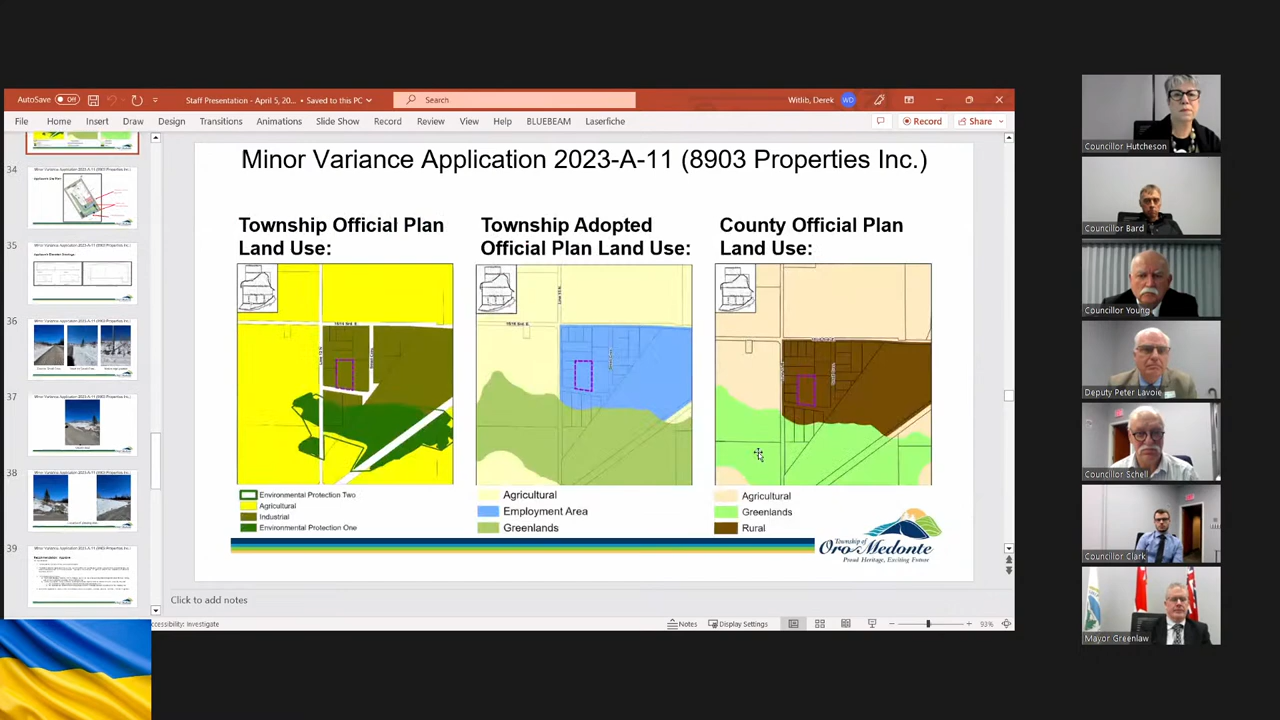 AutoSave
Off
Staff Presentation - April 5, 20... • Saved to this PC
Search
Witlib, Derek
WD
File Home Insert Draw Design Transitions Animations Slide Show Record Review View Help BLUEBEAM Laserfiche
Record
Share
34
35
36
37
38
39
Minor Variance Application 2023-A-11 (8903 Properties Inc.)
Township Official Plan
Land Use:
Environmental Protection Two
Agricultural
Industrial
Environmental Protection One
Township Adopted
Official Plan Land Use:
Agricultural
Employment Area
Greenlands
County Official Plan
Land Use:
Agricultural
Greenlands
Rural
Township of
Oro-Medonte
Proud Heritage, Exciting Future
Click to add notes
ccessibility: Investigate
Notes
Display Settings
93%
Councillor Hutcheson
Councillor Bard
Councillor Young
Deputy Peter Lavoie
Councillor Schell
Councillor Clark
Mayor Greenlaw